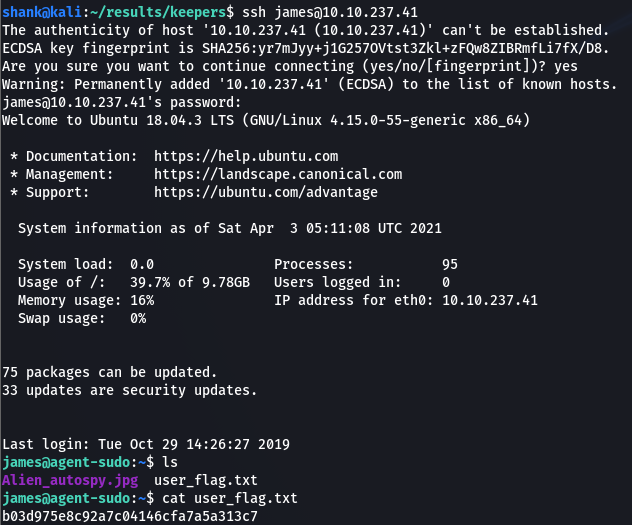 shank@kali:~/results/keepers$ ssh james@10.10.237.41
The authenticity of host '10.10.237.41 (10.10.237.41)' can't be established.
ECDSA key fingerprint is SHA256:yr7mJyy+j1G257OVtst3Zkl+zFQw8ZIBRmfLi7fX/D8.
Are you sure you want to continue connecting (yes/no/[fingerprint])? yes
Warning: Permanently added '10.10.237.41' (ECDSA) to the list of known hosts.
james@10.10.237.41's password:
Welcome to Ubuntu 18.04.3 LTS (GNU/Linux 4.15.0-55-generic x86_64)
* Documentation:  https://help.ubuntu.com
* Management:     https://landscape.canonical.com
* Support:        https://ubuntu.com/advantage
System information as of Sat Apr  3 05:11:08 UTC 2021
System load:  0.0               Processes:           95
Usage of /:   39.7% of 9.78GB   Users logged in:     0
Memory usage: 16%               IP address for eth0: 10.10.237.41
Swap usage:   0%
75 packages can be updated.
33 updates are security updates.
Last login: Tue Oct 29 14:26:27 2019
james@agent-sudo:~$ ls
Alien_autospy.jpg  user_flag.txt
james@agent-sudo:~$ cat user_flag.txt
b03d975e8c92a7c04146cfa7a5a313c7